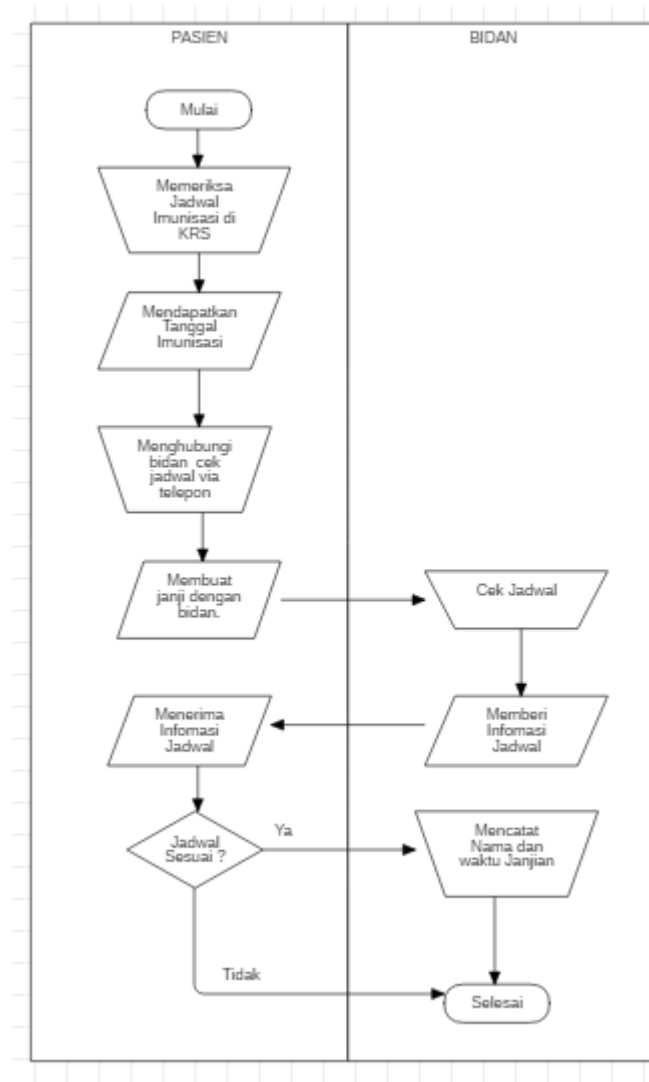 PASIEN
BIDAN
Mulai
Memeriksa
Jadwal
Imunisasi di
KRS
Mendapatkan
Tanggal
Imunisasi
Menghubungi
bidan cek
jadwal via
telepon
Membuat
janji dengan
bidan.
Cek Jadwal
Memberi
Infomasi
Jadwal
Menerima
Infomasi
Jadwal
Jadwal
Sesuai ?
Ya
Mencatat
Nama dan
waktu Janjian
Tidak
Selesai